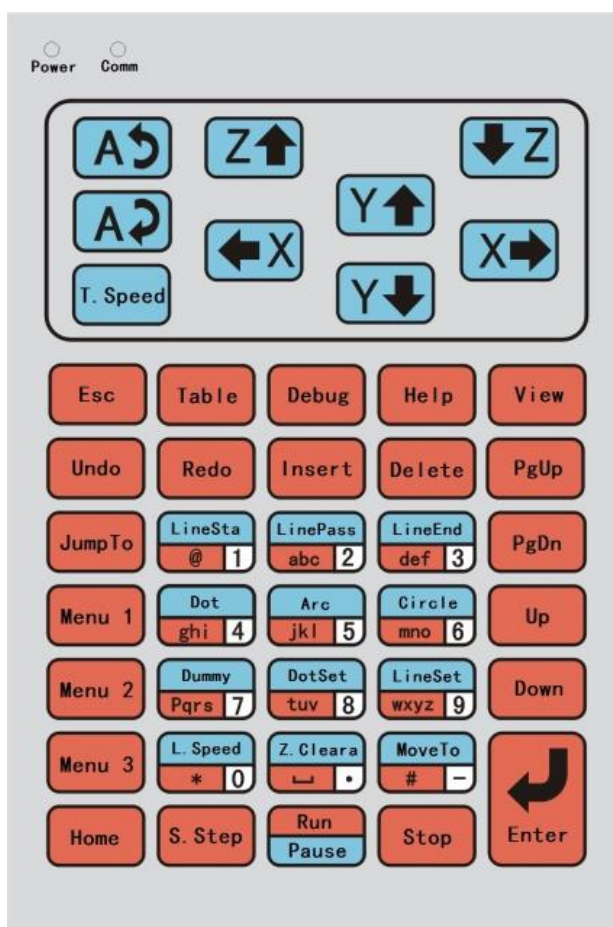 Power Comm
A Z Z
A Y
X X
T. Speed Y
Esc Table Debug Help View
Undo Redo Insert Delete PgUp
JumpTo LineSta LinePass LineEnd PgDn
@ 1 abc 2 def 3
Menu 1 Dot Arc Circle Up
ghi 4 jkl 5 mno 6
Menu 2 Dummy DotSet LineSet Down
Pqrs 7 tuv 8 wxyz 9
Menu 3 L. Speed Z. Cleara MoveTo
* 0 ⎵ · # -
Home S. Step Run Stop Enter
Pause